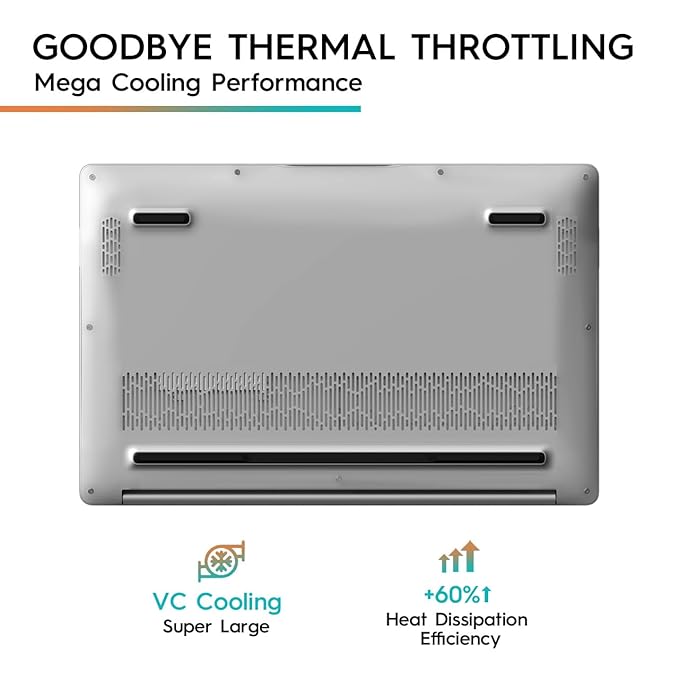 GOODBYE THERMAL THROTTLING
Mega Cooling Performance
VC Cooling
Super Large
+60%↑
Heat Dissipation
Efficiency